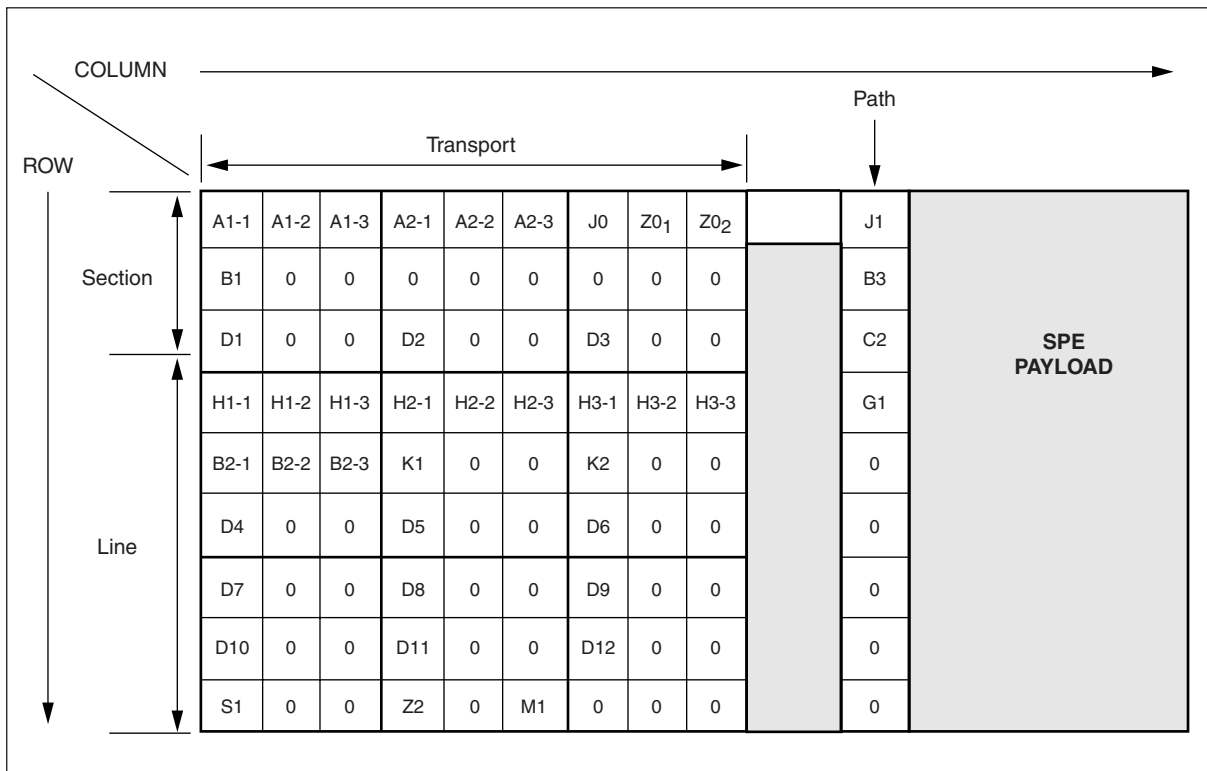 COLUMN
Path
Transport
ROW
A1-1 A1-2 A1-3 A2-1 A2-2 A2-3 J0 Z01 Z02 J1
Section B1 0 0 0 0 0 0 0 0 B3
D1 0 0 D2 0 0 D3 0 0 C2
SPE
PAYLOAD
H1-1 H1-2 H1-3 H2-1 H2-2 H2-3 H3-1 H3-2 H3-3 G1
B2-1 B2-2 B2-3 K1 0 0 K2 0 0 0
D4 0 0 D5 0 0 D6 0 0 0
Line
D7 0 0 D8 0 0 D9 0 0 0
D10 0 0 D11 0 0 D12 0 0 0
S1 0 0 Z2 0 M1 0 0 0 0